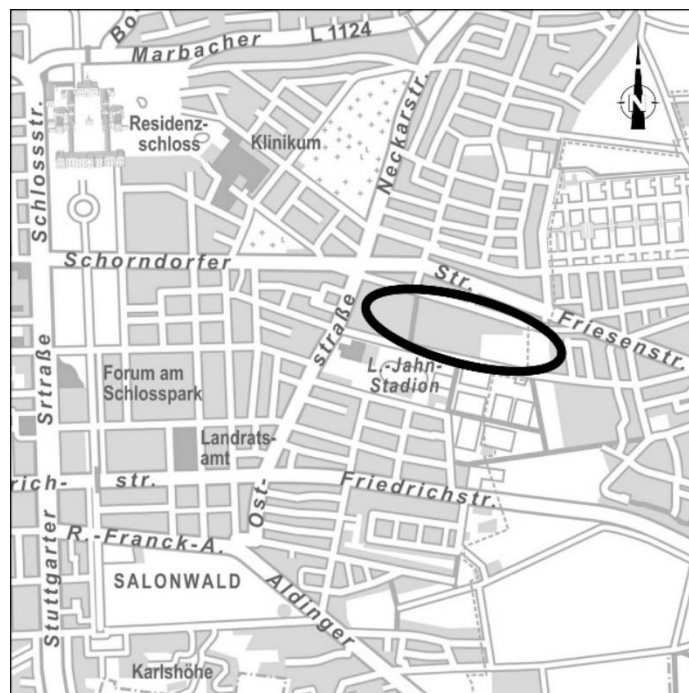 Bo
Marbacher
L 1124
Schlossstr.
Residenz-
schloss
Klinikum
Neckarstr.
N
Schorndorfer
Str.
Friesenstr.
straße
L.-Jahn-
Stadion
Srtraße
Forum am
Schlosspark
Landrats-
amt
rich-
str.
Ost-
Friedrichstr.
R.-Franck-A.
Stuttgarter
SALONWALD
Aldinger
Karlshöhe